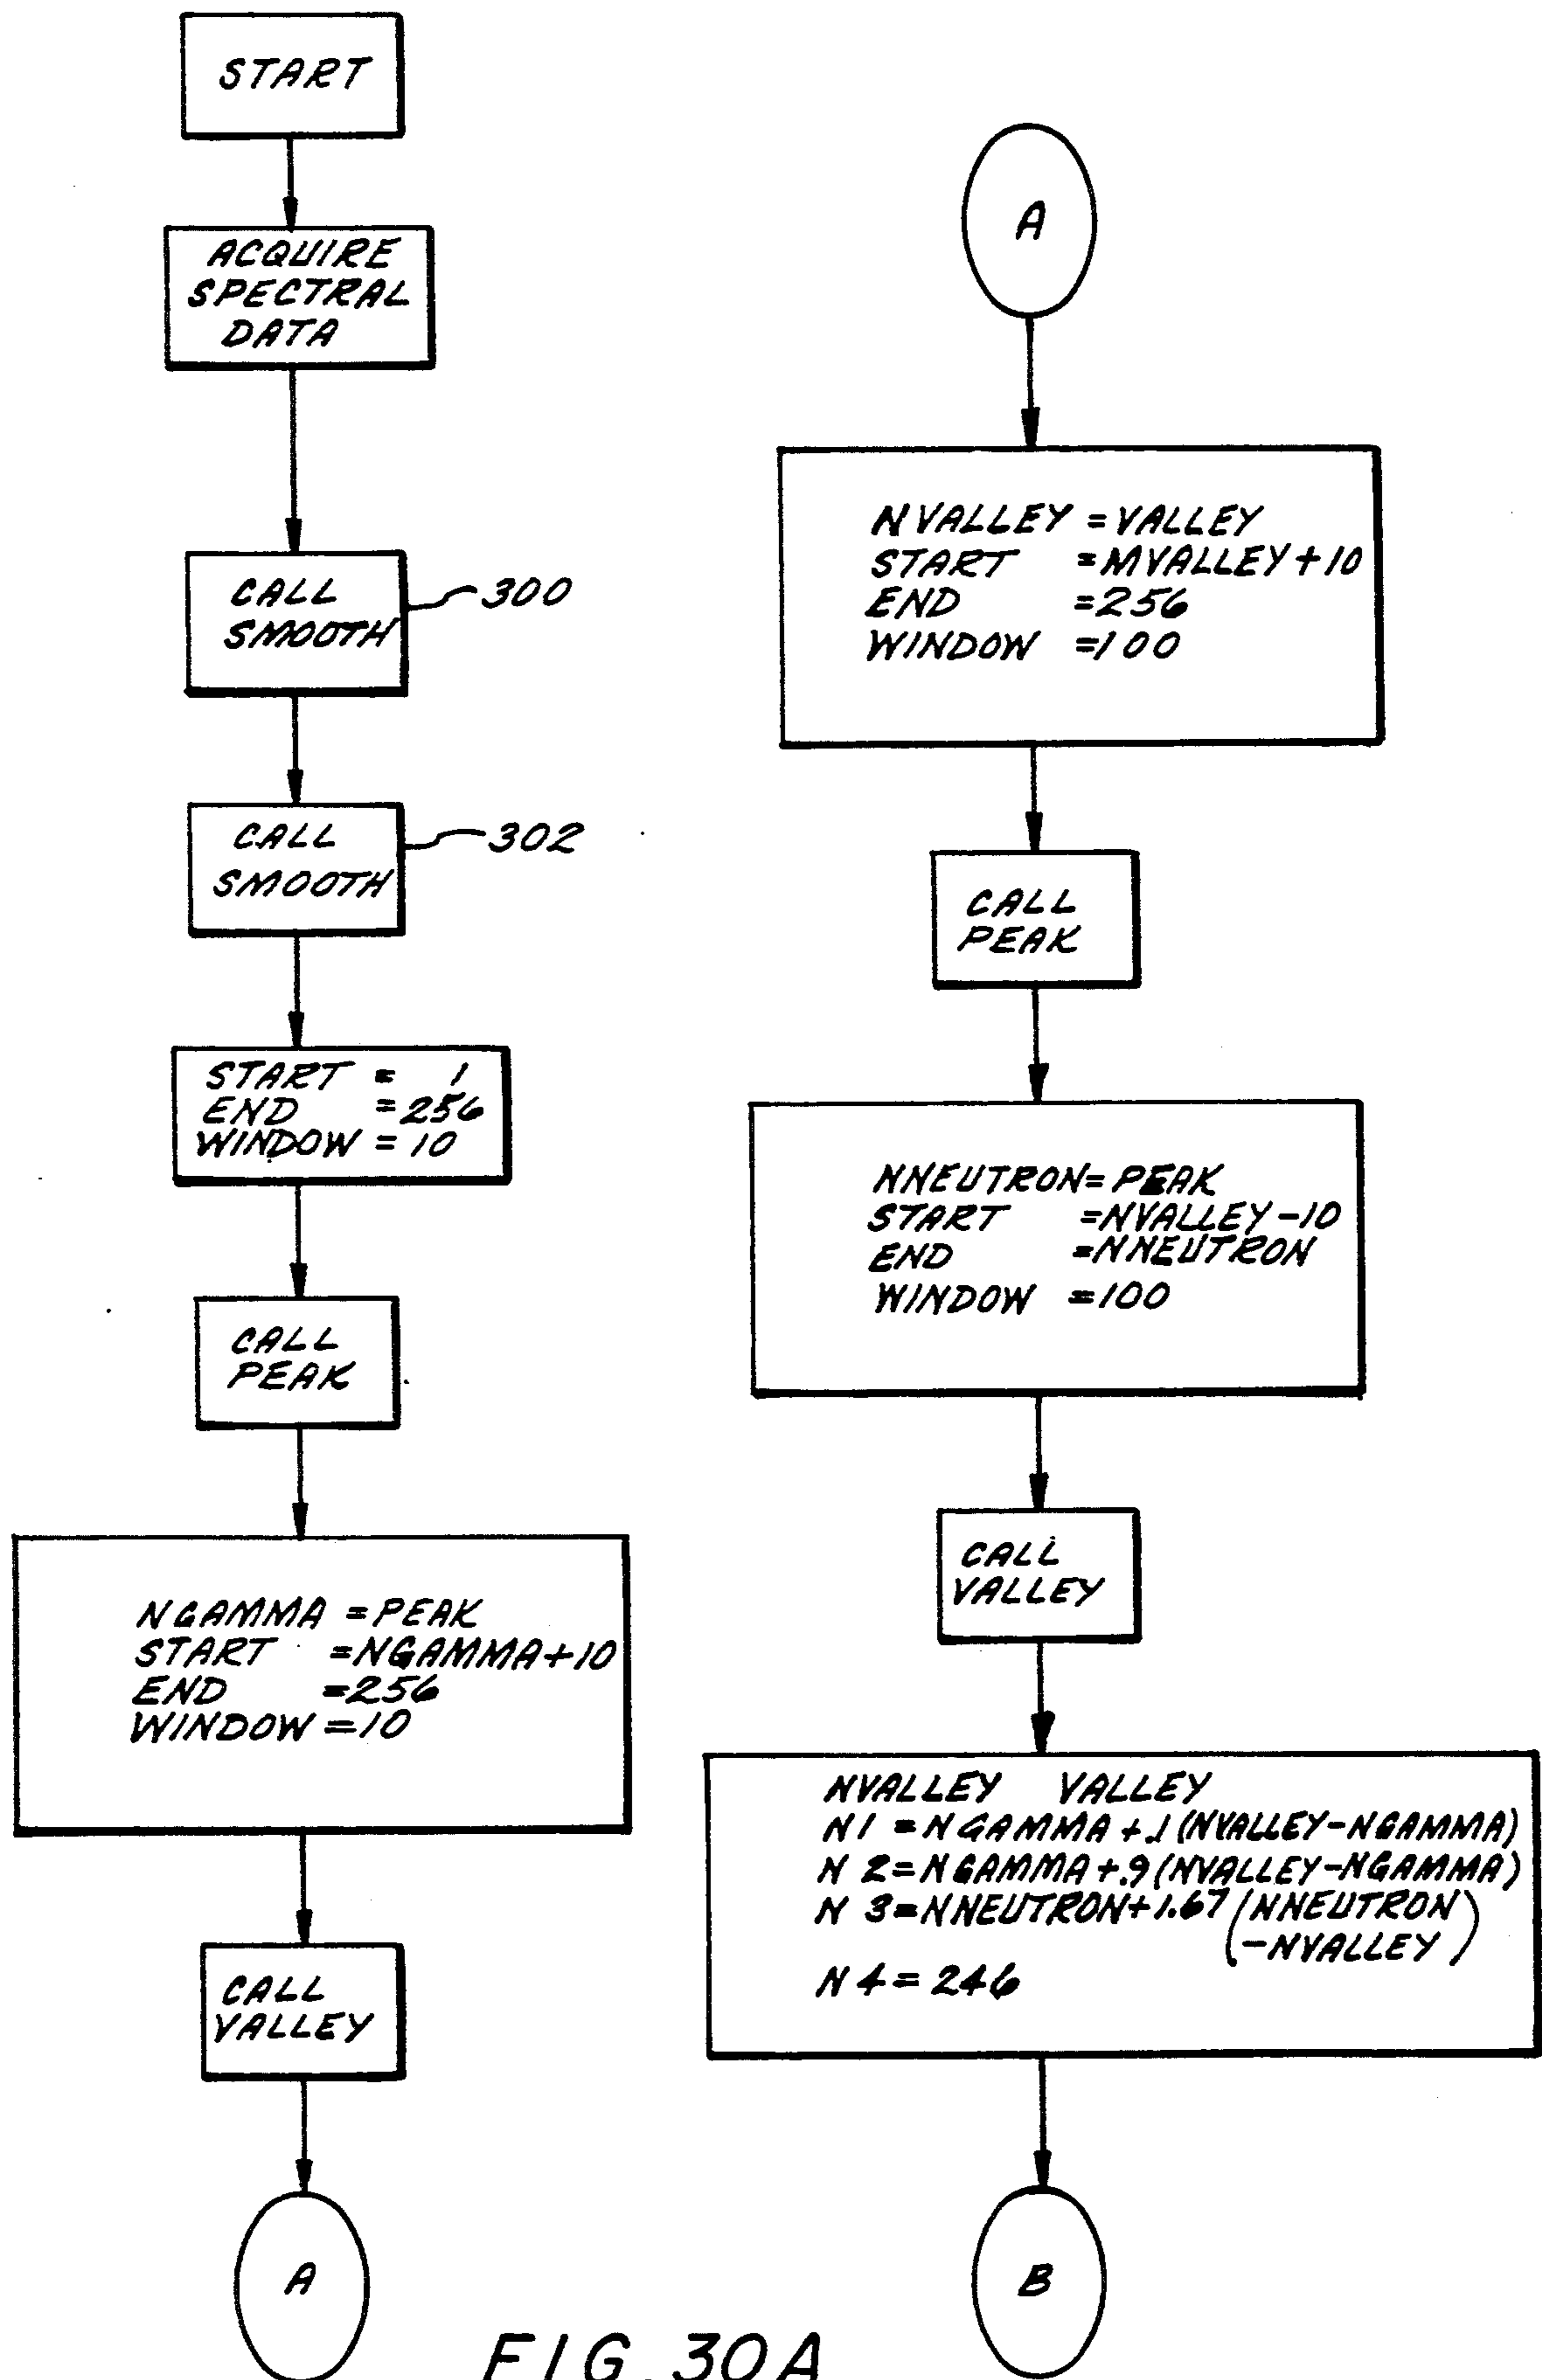 START
ACQUIRE
SPECTRAL
DATA
CALL
SMOOTH
300
CALL
SMOOTH
302
START = 1
END =256
WINDOW = 10
CALL
PEAK
NGAMMA =PEAK
START =NGAMMA+10
END =256
WINDOW =10
CALL
VALLEY
A
A
NVALLEY =VALLEY
START =MVALLEY+10
END =256
WINDOW =100
CALL
PEAK
NNEUTRON=PEAK
START =NVALLEY-10
END =NNEUTRON
WINDOW =100
CALL
VALLEY
NVALLEY VALLEY
N1 =NGAMMA+.1(NVALLEY-NGAMMA)
N 2=NGAMMA+.9(NVALLEY-NGAMMA)
N 3=NNEUTRON+1.67(NNEUTRON
-NVALLEY)
N4=246
B
FIG. 30A